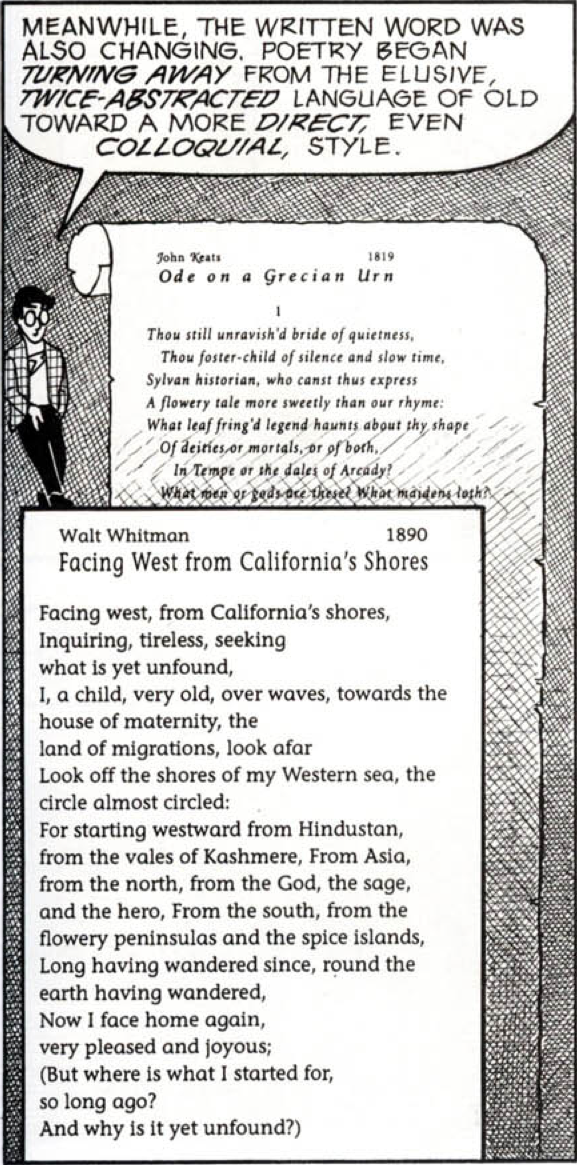 MEANWHILE, THE WRITTEN WORD WAS
ALSO CHANGING. POETRY BEGAN
TURNING AWAY FROM THE ELUSIVE,
TWICE-ABSTRACTED LANGUAGE OF OLD
TOWARD A MORE DIRECT, EVEN
COLLOQUIAL, STYLE.
John Keats 1819
Ode on a Grecian Urn
1
Thou still unravish'd bride of quietness,
Thou foster-child of silence and slow time,
Sylvan historian, who canst thus express
A flowery tale more sweetly than our rhyme:
What leaf fring'd legend haunts about thy shape
Of deities or mortals, or of both,
In Tempe or the dales of Arcady?
What men or gods are these? What maidens loth?
Walt Whitman 1890
Facing West from California's Shores
Facing west, from California's shores,
Inquiring, tireless, seeking
what is yet unfound,
I, a child, very old, over waves, towards the
house of maternity, the
land of migrations, look afar
Look off the shores of my Western sea, the
circle almost circled:
For starting westward from Hindustan,
from the vales of Kashmere, From Asia,
from the north, from the God, the sage,
and the hero, From the south, from the
flowery peninsulas and the spice islands,
Long having wandered since, round the
earth having wandered,
Now I face home again,
very pleased and joyous;
(But where is what I started for,
so long ago?
And why is it yet unfound?)